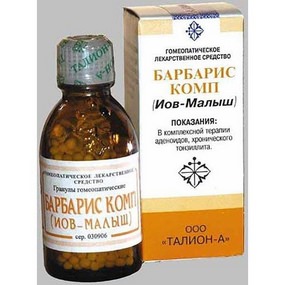 ТАЛИОН-А
ГОМЕОПАТИЧЕСКОЕ ЛЕКАРСТВЕННОЕ
СРЕДСТВО
Гранулы гомеопатические
БАРБАРИС КОМП
(ИОВ-МАЛЫШ)
сер. 030906
ГОМЕОПАТИЧЕСКОЕ
ЛЕКАРСТВЕННОЕ СРЕДСТВО
БАРБАРИС
КОМП
(Иов-Малыш)
ПОКАЗАНИЯ:
В комплексной терапии
аденоидов, хронического
тонзиллита.
ООО
"ТАЛИОН-А"